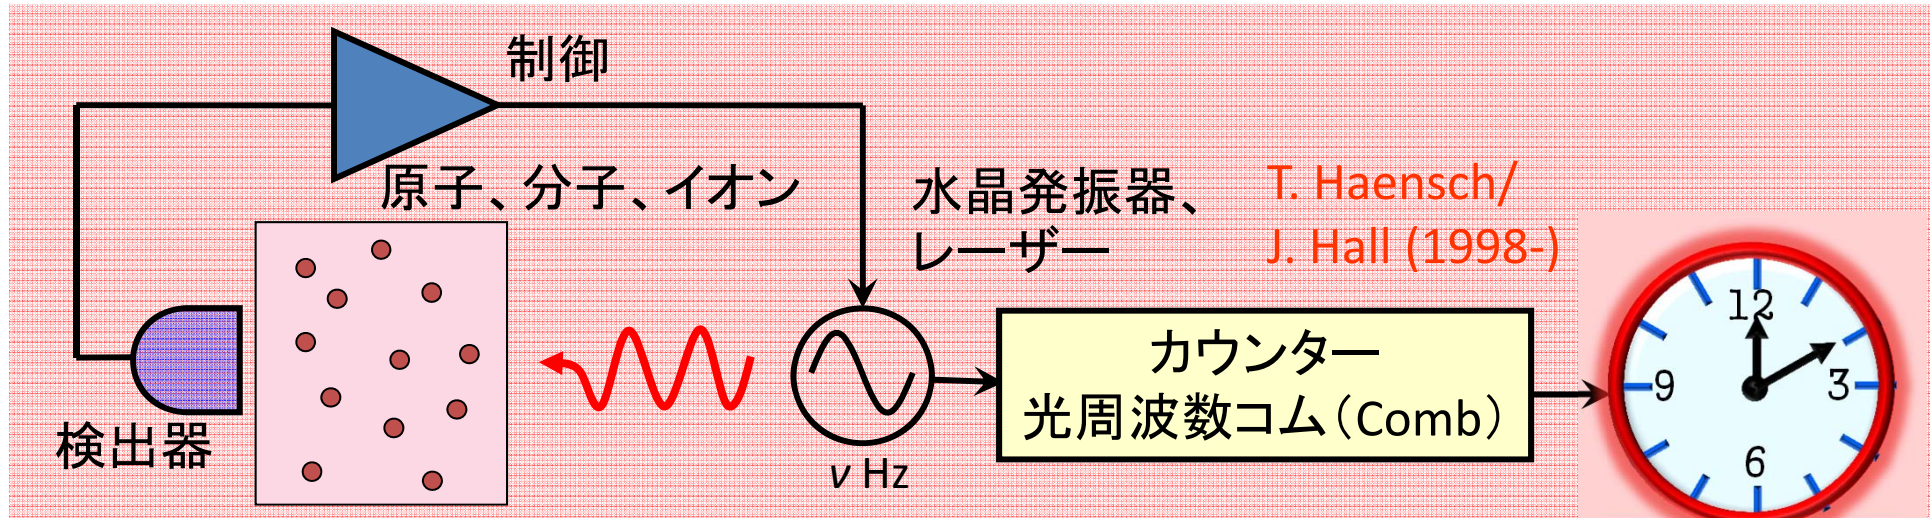 制御
原子、分子、イオン
水晶発振器、
レーザー
T. Haensch/
J. Hall (1998-)
検出器
ν Hz
カウンター
光周波数コム(Comb)
12
9
3
6